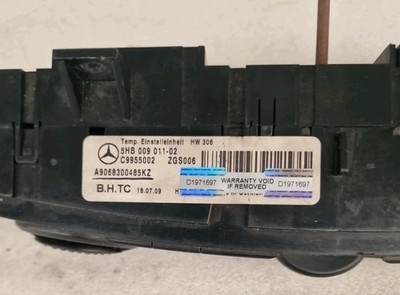 Temp. Einstelleinheit HW 306
5HB 009 011-02
C9955002 ZGS006
A9068300485KZ
B.H.TC 16.07.09
D1971697 WARRANTY VOID IF REMOVED D1971697